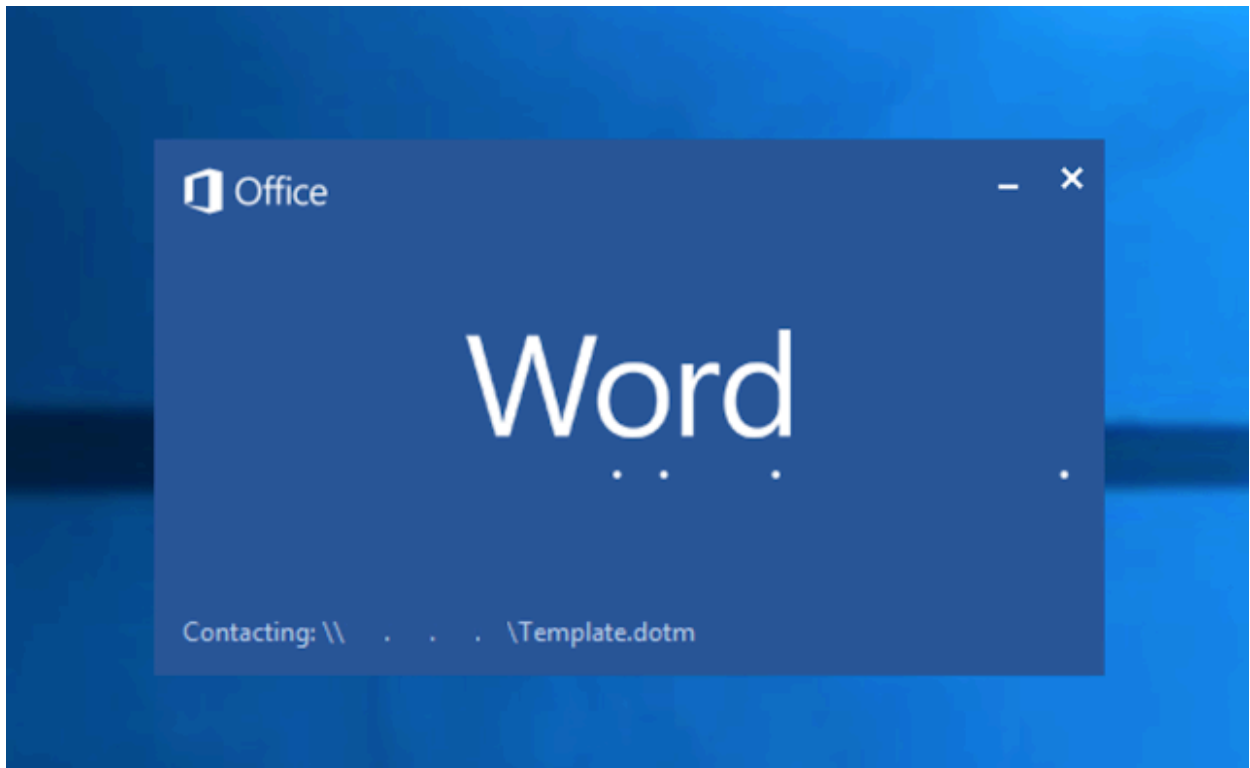 Office
Word
Contacting: \\ . . . \Template.dotm